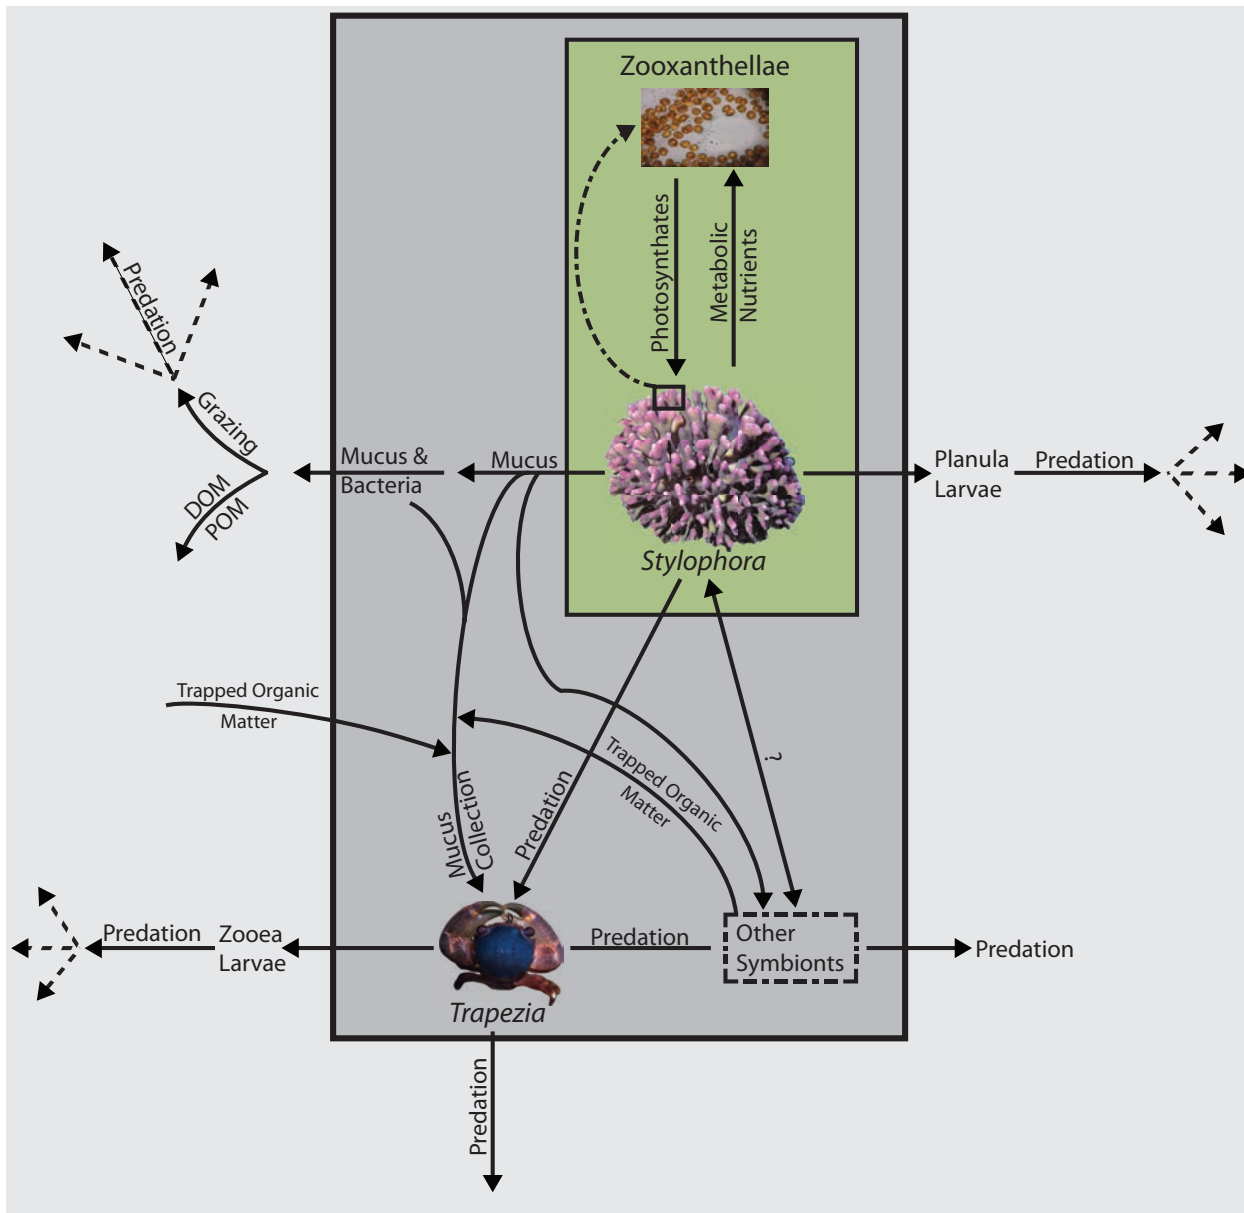 Zooxanthellae
Photosynthates
Metabolic
Nutrients
Predation
Grazing
DOM
POM
Mucus &
Bacteria
Mucus
Planula
Larvae
Predation
Stylophora
Trapped Organic
Matter
?
Trapped Organic
Matter
Mucus
Collection
Predation
Predation
Zooea
Larvae
Predation
Other
Symbionts
Predation
Trapezia
Predation